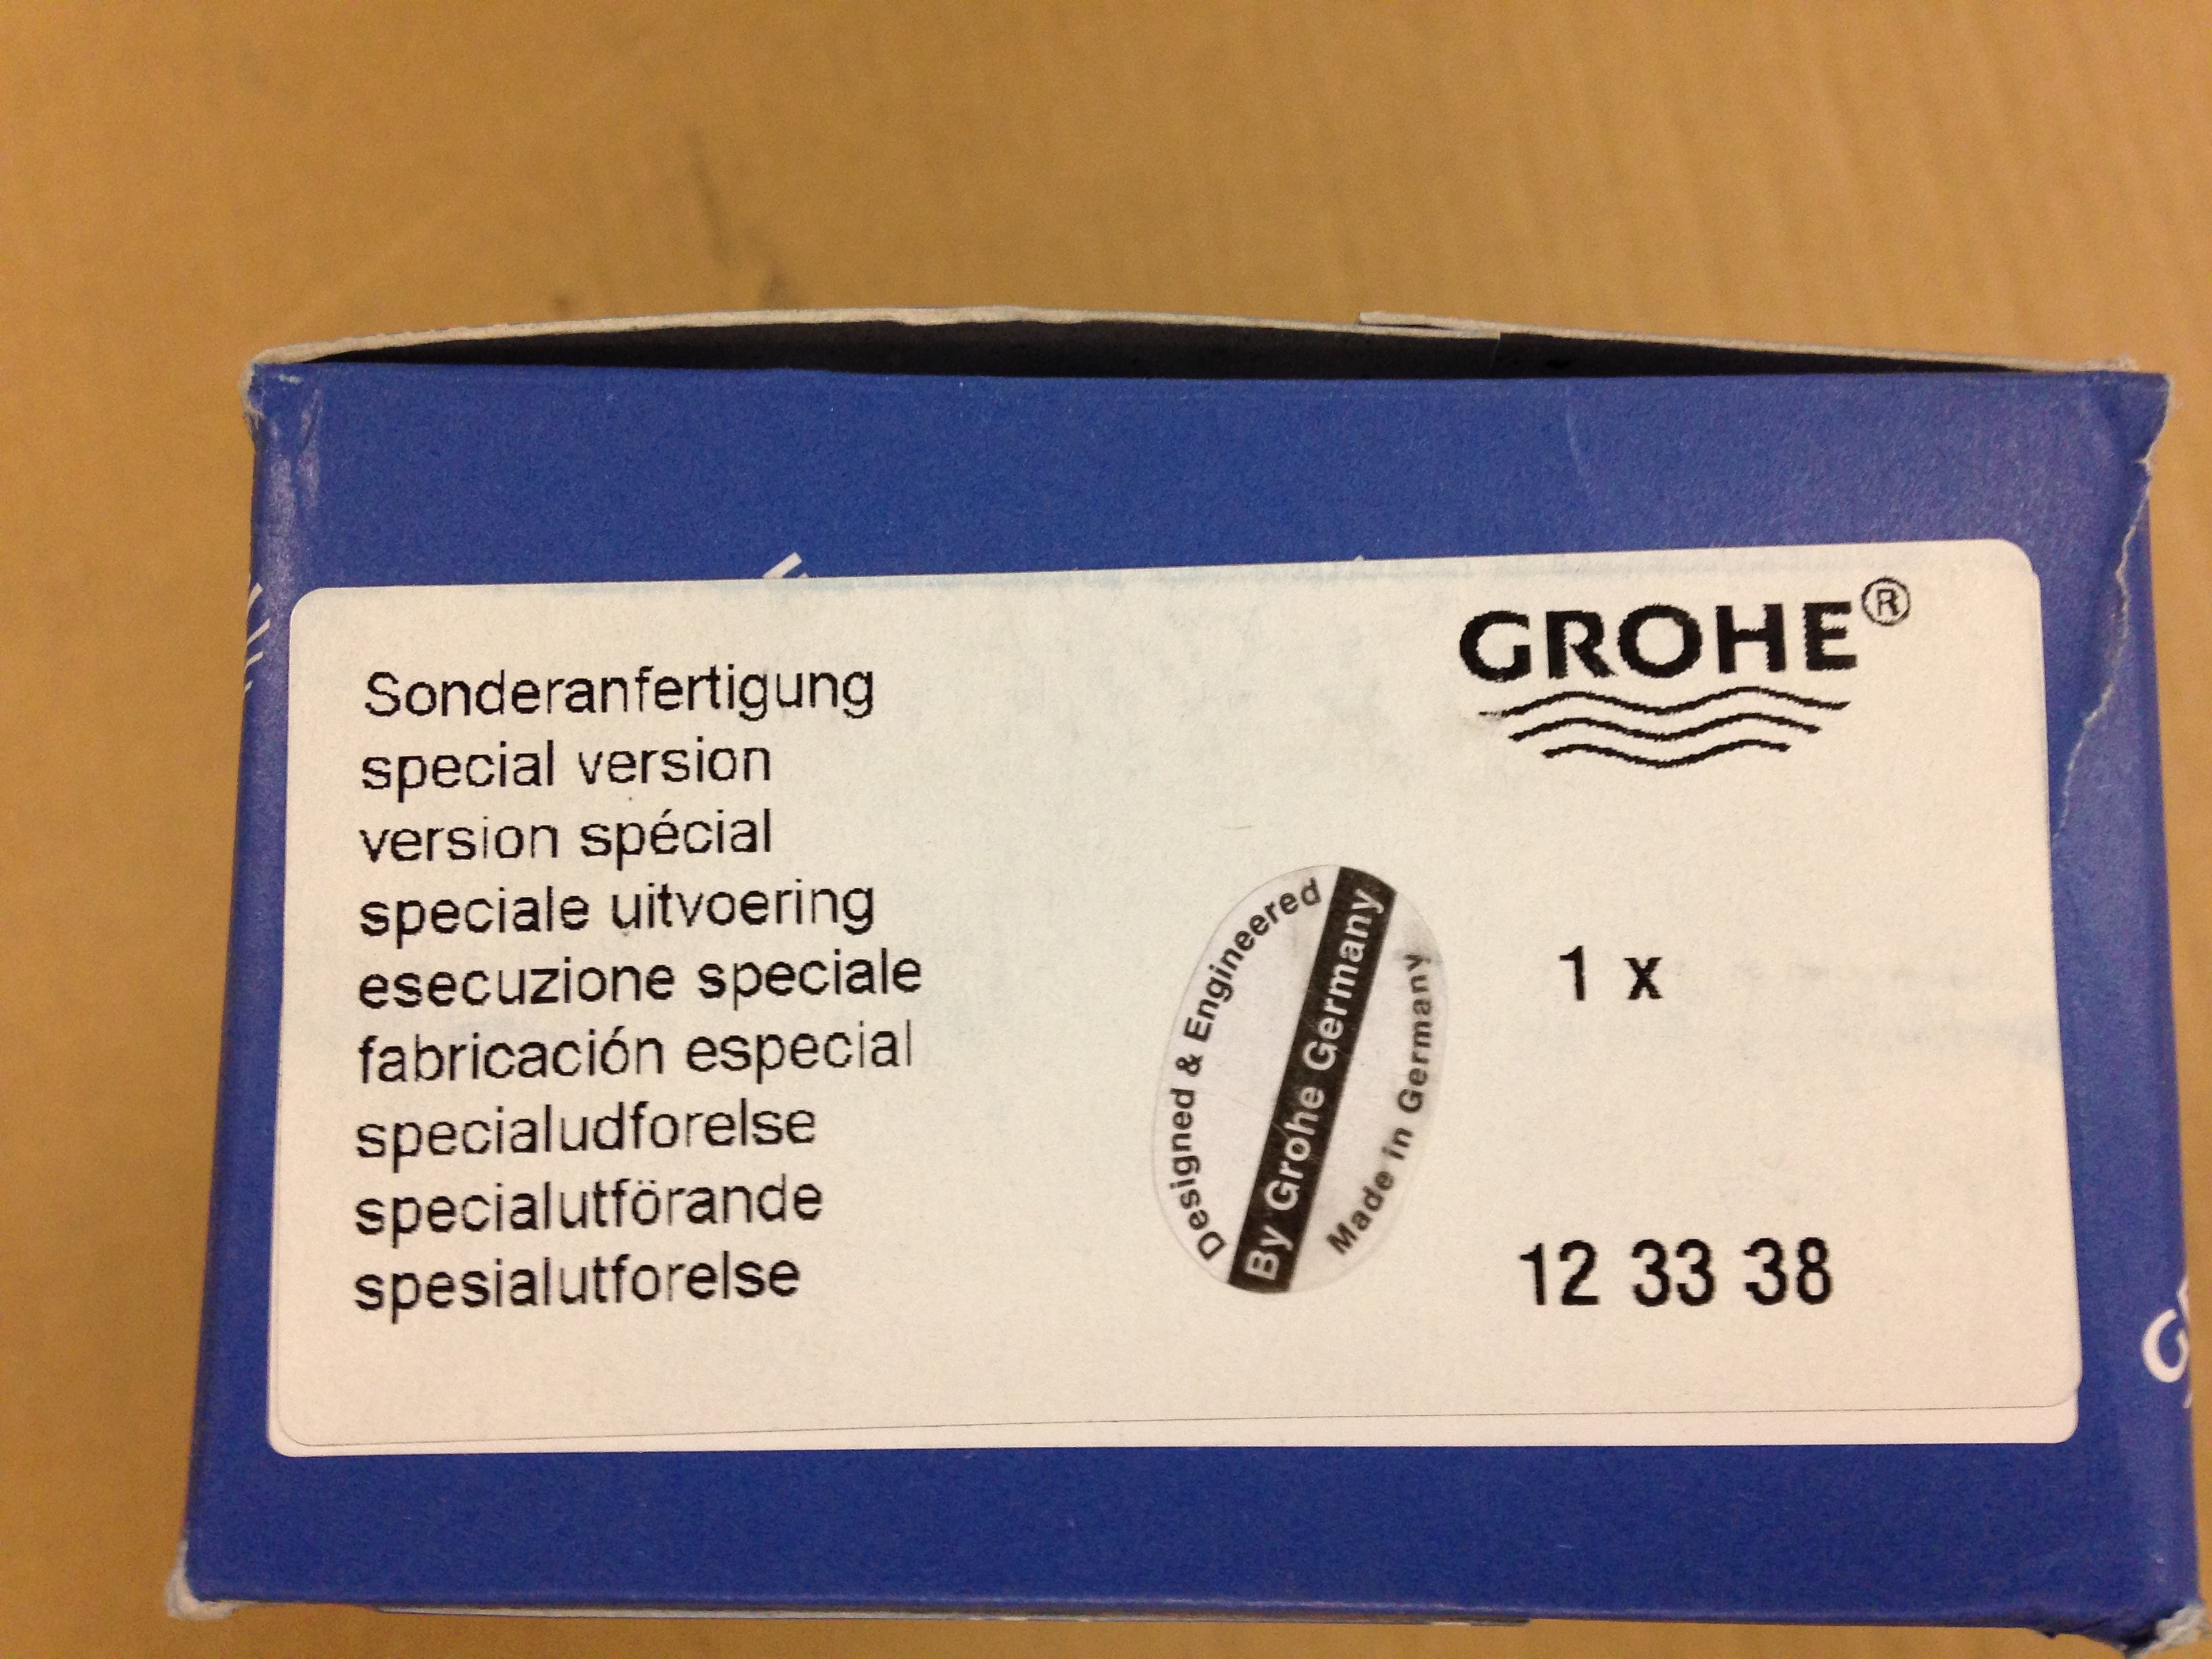 Sonderanfertigung
special version
version spécial
speciale uitvoering
esecuzione speciale
fabricación especial
specialudforelse
specialutförande
spesialutforelse
GROHE®
Designed & Engineered
By Grohe Germany
Made in Germany
1 x
12 33 38